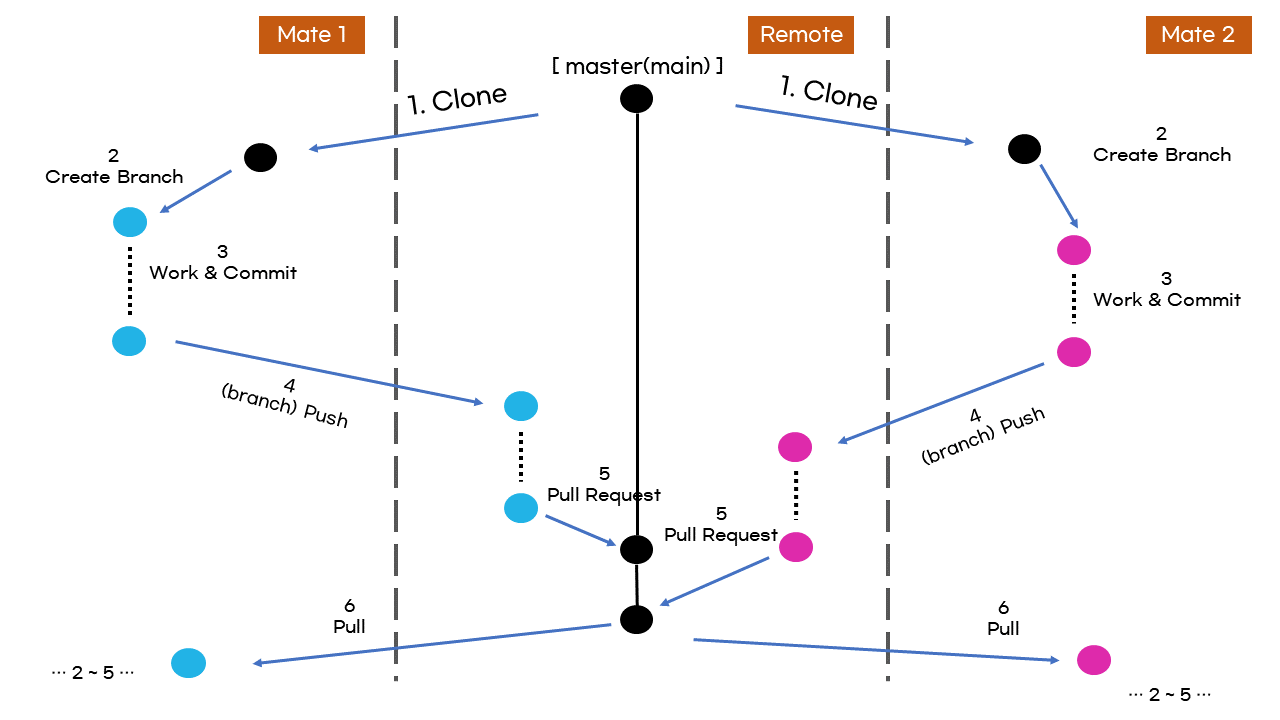 Mate 1
Remote
Mate 2
[ master(main) ]
1. Clone
1. Clone
2
Create Branch
2
Create Branch
3
Work & Commit
3
Work & Commit
4
(branch) Push
4
(branch) Push
5
Pull Request
5
Pull Request
6
Pull
6
Pull
… 2 ~ 5 …
… 2 ~ 5 …